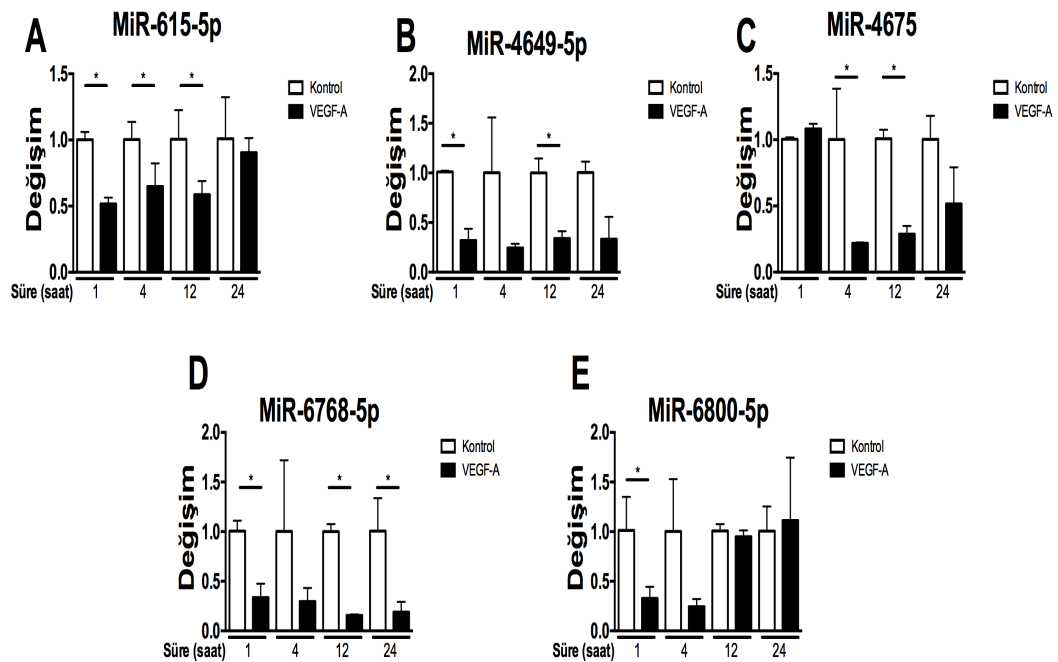 A
MiR-615-5p
1.5
1.0
0.5
0.0
Değişim
* * *
Kontrol
VEGF-A
Süre (saat) 1 4 12 24
B
MiR-4649-5p
2.0
1.5
1.0
0.5
0.0
Değişim
* *
Kontrol
VEGF-A
Süre (saat) 1 4 12 24
C
MiR-4675
1.5
1.0
0.5
0.0
Değişim
* *
Kontrol
VEGF-A
Süre (saat) 1 4 12 24
D
MiR-6768-5p
2.0
1.5
1.0
0.5
0.0
Değişim
* * *
Kontrol
VEGF-A
Süre (saat) 1 4 12 24
E
MiR-6800-5p
2.0
1.5
1.0
0.5
0.0
Değişim
*
Kontrol
VEGF-A
Süre (saat) 1 4 12 24